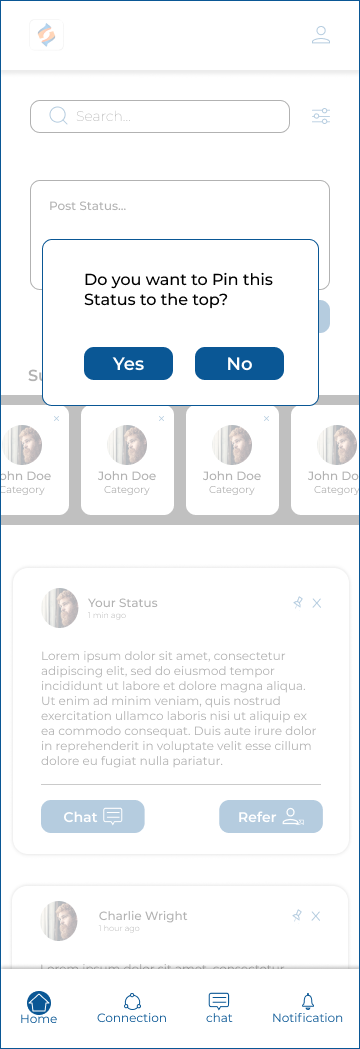 Search...
Post Status...
Do you want to Pin this
Status to the top?
Yes No
John Doe John Doe John Doe John Do
Category Category Category Category
Your Status
1 min ago
Lorem ipsum dolor sit amet, consectetur
adipiscing elit, sed do eiusmod tempor
incididunt ut labore et dolore magna aliqua.
Ut enim ad minim veniam, quis nostrud
exercitation ullamco laboris nisi ut aliquip ex
ea commodo consequat. Duis aute irure dolor
in reprehenderit in voluptate velit esse cillum
dolore eu fugiat nulla pariatur.
Chat Refer
Charlie Wright
1 hour ago
Lorem ipsum dolor sit amet, consectetur
Home Connection chat Notification